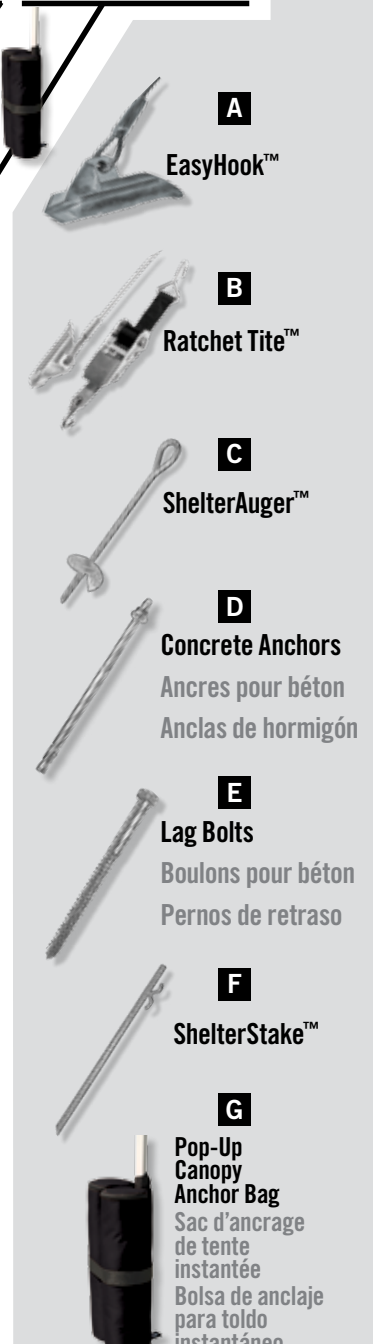 A
EasyHook™
B
Ratchet Tite™
C
ShelterAuger™
D
Concrete Anchors
Ancres pour béton
Anclas de hormigón
E
Lag Bolts
Boulons pour béton
Pernos de retraso
F
ShelterStake™
G
Pop-Up
Canopy
Anchor Bag
Sac d'ancrage
de tente
instantée
Bolsa de anclaje
para toldo
instantáneo